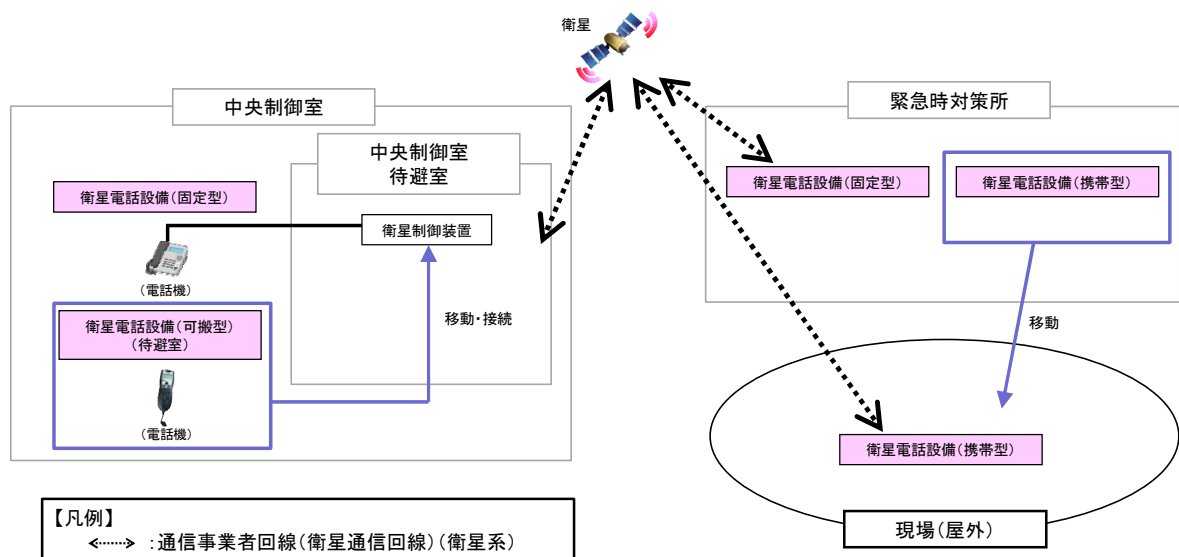 衛星
中央制御室
中央制御室
待避室
衛星電話設備(固定型)
衛星制御装置
(電話機)
衛星電話設備(可搬型)
(待避室)
(電話機)
移動・接続
緊急時対策所
衛星電話設備(固定型)
衛星電話設備(携帯型)
移動
衛星電話設備(携帯型)
現場(屋外)
【凡例】
:通信事業者回線(衛星通信回線)(衛星系)